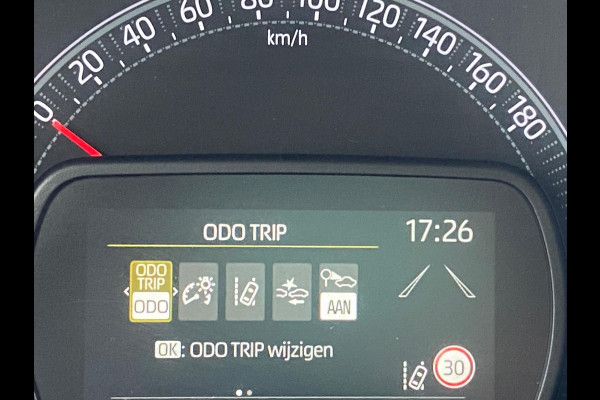 0 20 40 60 80 100 120 140 160 180
km/h
ODO TRIP 17:26
ODO
TRIP
ODO AAN
OK: ODO TRIP wijzigen
30